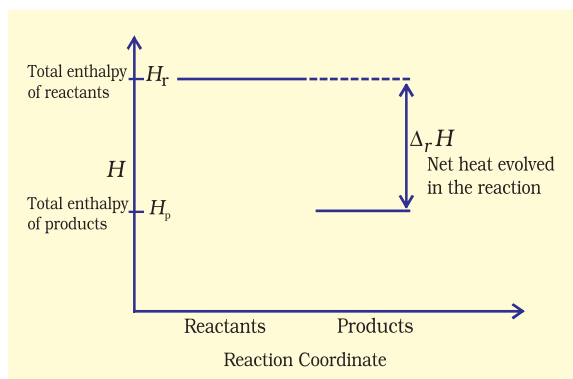 Total enthalpy
of reactants
Hr
ΔrH
Net heat evolved
in the reaction
H
Total enthalpy
of products
Hp
Reactants
Products
Reaction Coordinate